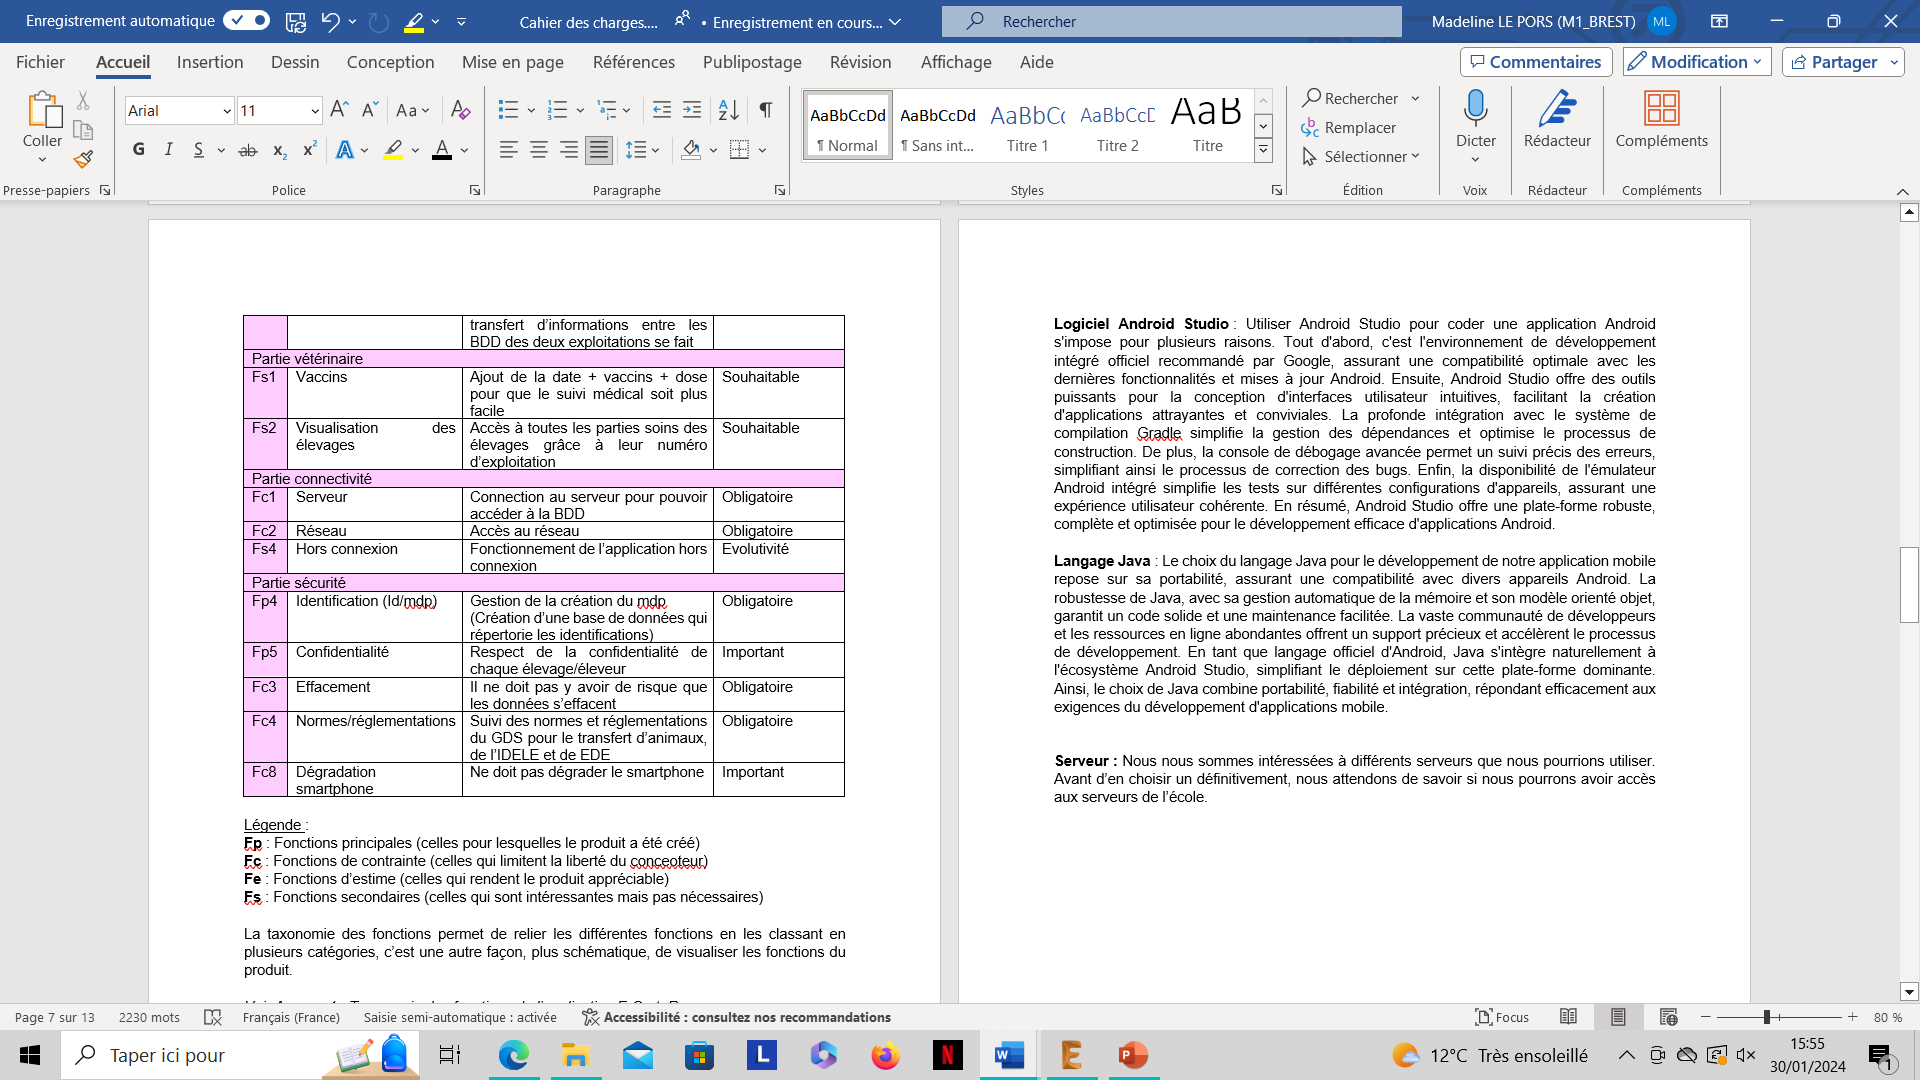 Enregistrement automatique
Cahier des charges....
• Enregistrement en cours...
Rechercher
Madeline LE PORS (M1_BREST)
ML
Fichier
Accueil
Insertion
Dessin
Conception
Mise en page
Références
Publipostage
Révision
Affichage
Aide
Commentaires
Modification
Partager
Coller
Presse-papiers
Arial
11
Aa
G I S ab x₂ x² A A
Police
Paragraphe
AaBbCcDd
¶ Normal
AaBbCcDd
¶ Sans int...
AaBbCc
Titre 1
AaBbCcC
Titre 2
AaB
Titre
Styles
Rechercher
Remplacer
Sélectionner
Édition
Dicter
Voix
Rédacteur
Rédacteur
Compléments
Compléments
transfert d’informations entre les
BDD des deux exploitations se fait
Partie vétérinaire
Fs1 Vaccins Ajout de la date + vaccins + dose Souhaitable
pour que le suivi médical soit plus
facile
Fs2 Visualisation des Accès à toutes les parties soins des Souhaitable
élevages élevages grâce à leur numéro
d’exploitation
Partie connectivité
Fc1 Serveur Connection au serveur pour pouvoir Obligatoire
accéder à la BDD
Fc2 Réseau Accès au réseau Obligatoire
Fs4 Hors connexion Fonctionnement de l’application hors Evolutivité
connexion
Partie sécurité
Fp4 Identification (Id/mdp) Gestion de la création du mdp Obligatoire
(Création d’une base de données qui
répertorie les identifications)
Fp5 Confidentialité Respect de la confidentialité de Important
chaque élevage/éleveur
Fc3 Effacement Il ne doit pas y avoir de risque que Obligatoire
les données s’effacent
Fc4 Normes/réglementations Suivi des normes et réglementations Obligatoire
du GDS pour le transfert d’animaux,
de l’IDELE et de EDE
Fc8 Dégradation Ne doit pas dégrader le smartphone Important
smartphone
Légende :
Fp : Fonctions principales (celles pour lesquelles le produit a été créé)
Fc : Fonctions de contrainte (celles qui limitent la liberté du conceoteur)
Fe : Fonctions d’estime (celles qui rendent le produit appréciable)
Fs : Fonctions secondaires (celles qui sont intéressantes mais pas nécessaires)
La taxonomie des fonctions permet de relier les différentes fonctions en les classant en
plusieurs catégories, c’est une autre façon, plus schématique, de visualiser les fonctions du
produit.
Logiciel Android Studio : Utiliser Android Studio pour coder une application Android
s'impose pour plusieurs raisons. Tout d'abord, c'est l'environnement de développement
intégré officiel recommandé par Google, assurant une compatibilité optimale avec les
dernières fonctionnalités et mises à jour Android. Ensuite, Android Studio offre des outils
puissants pour la conception d'interfaces utilisateur intuitives, facilitant la création
d'applications attrayantes et conviviales. La profonde intégration avec le système de
compilation Gradle simplifie la gestion des dépendances et optimise le processus de
construction. De plus, la console de débogage avancée permet un suivi précis des erreurs,
simplifiant ainsi le processus de correction des bugs. Enfin, la disponibilité de l'émulateur
Android intégré simplifie les tests sur différentes configurations d'appareils, assurant une
expérience utilisateur cohérente. En résumé, Android Studio offre une plate-forme robuste,
complète et optimisée pour le développement efficace d'applications Android.
Langage Java : Le choix du langage Java pour le développement de notre application mobile
repose sur sa portabilité, assurant une compatibilité avec divers appareils Android. La
robustesse de Java, avec sa gestion automatique de la mémoire et son modèle orienté objet,
garantit un code solide et une maintenance facilitée. La vaste communauté de développeurs
et les ressources en ligne abondantes offrent un support précieux et accélèrent le processus
de développement. En tant que langage officiel d'Android, Java s'intègre naturellement à
l'écosystème Android Studio, simplifiant le déploiement sur cette plate-forme dominante.
Ainsi, le choix de Java combine portabilité, fiabilité et intégration, répondant efficacement aux
exigences du développement d'applications mobile.
Serveur : Nous nous sommes intéressées à différents serveurs que nous pourrions utiliser.
Avant d’en choisir un définitivement, nous attendons de savoir si nous pourrons avoir accès
aux serveurs de l’école.
Page 7 sur 13
2230 mots
Français (France)
Saisie semi-automatique : activée
Accessibilité : consultez nos recommandations
Focus
80 %
Taper ici pour
12°C Très ensoleillé
15:55
30/01/2024
1